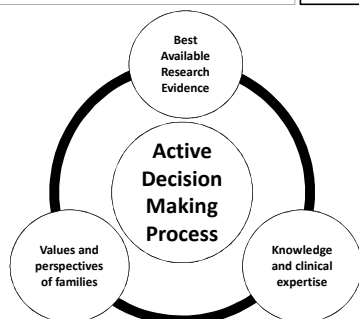 Best
Available
Research
Evidence
Active
Decision
Making
Process
Values and
perspectives
of families
Knowledge
and clinical
expertise